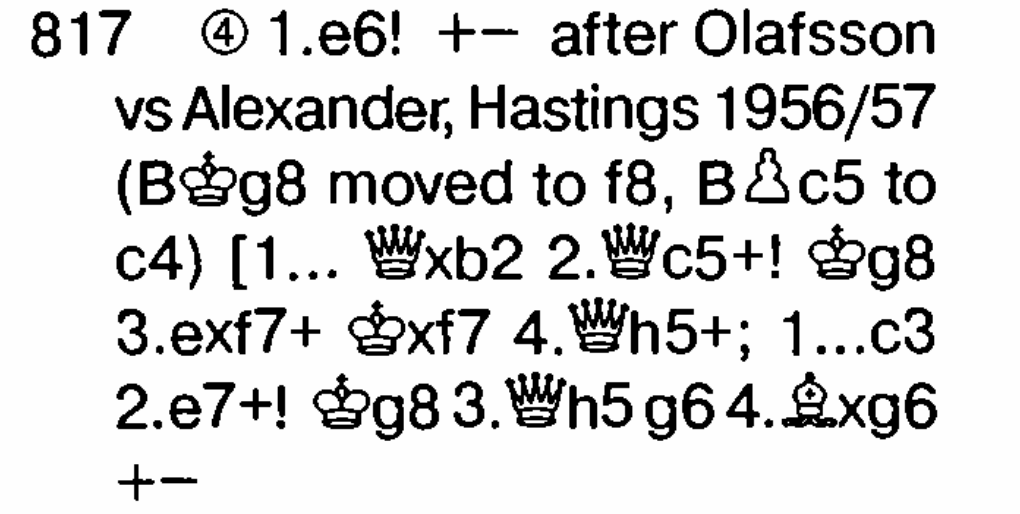 817 ④ 1.e6! +− after Olafsson
vs Alexander, Hastings 1956/57
(B♔g8 moved to f8, B♙c5 to
c4) [1... ♕xb2 2.♕c5+! ♔g8
3.exf7+ ♔xf7 4.♕h5+; 1...c3
2.e7+! ♔g8 3.♕h5 g6 4.♗xg6
+−